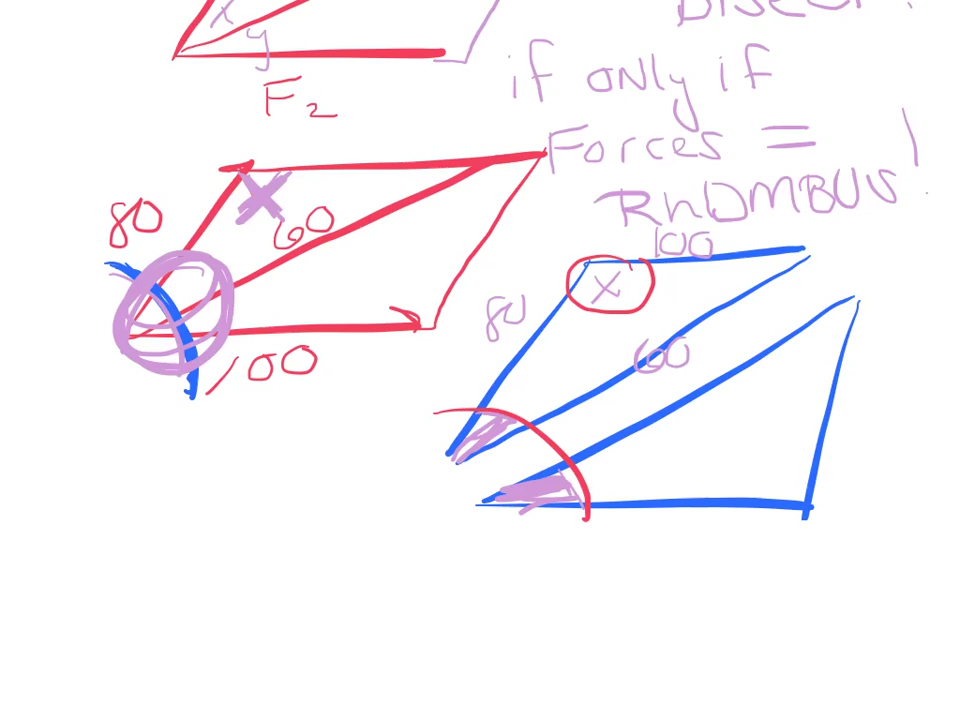 x
y
F2
if only if
Forces = !
RhOMBUS
80
60
100
X
100
80
X
60